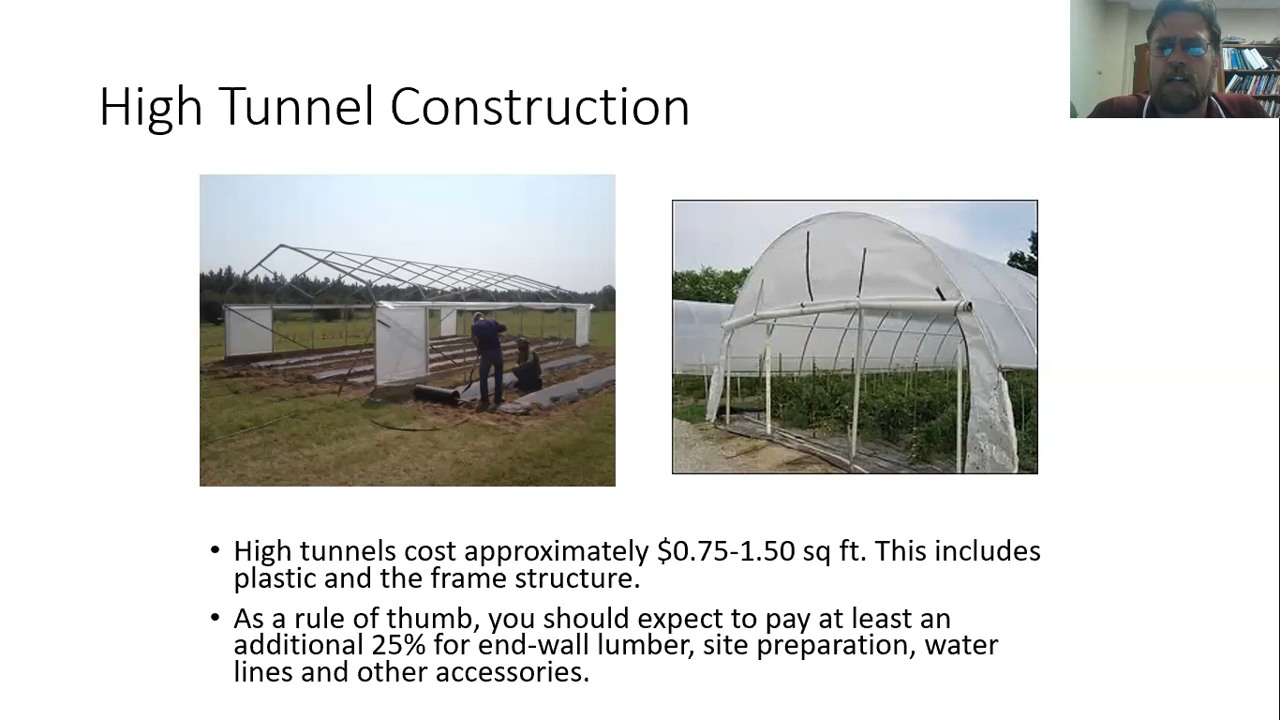 High Tunnel Construction
• High tunnels cost approximately $0.75-1.50 sq ft. This includes
plastic and the frame structure.
• As a rule of thumb, you should expect to pay at least an
additional 25% for end-wall lumber, site preparation, water
lines and other accessories.